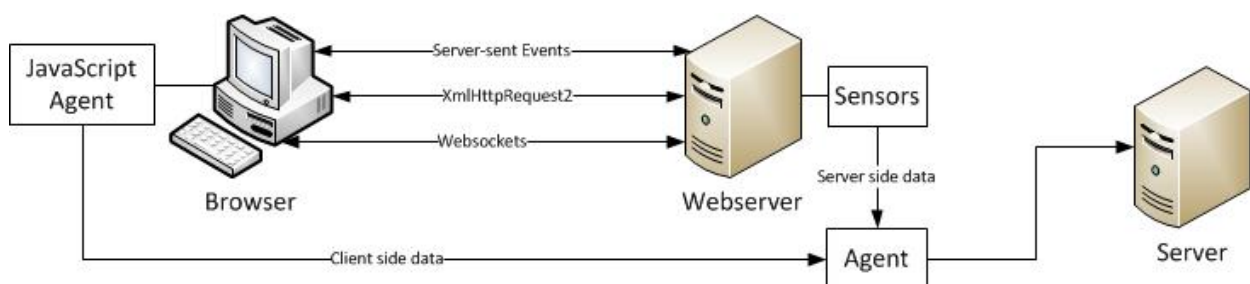 JavaScript
Agent
Browser
Server-sent Events
XmlHttpRequest2
Websockets
Webserver
Sensors
Server side data
Client side data
Agent
Server